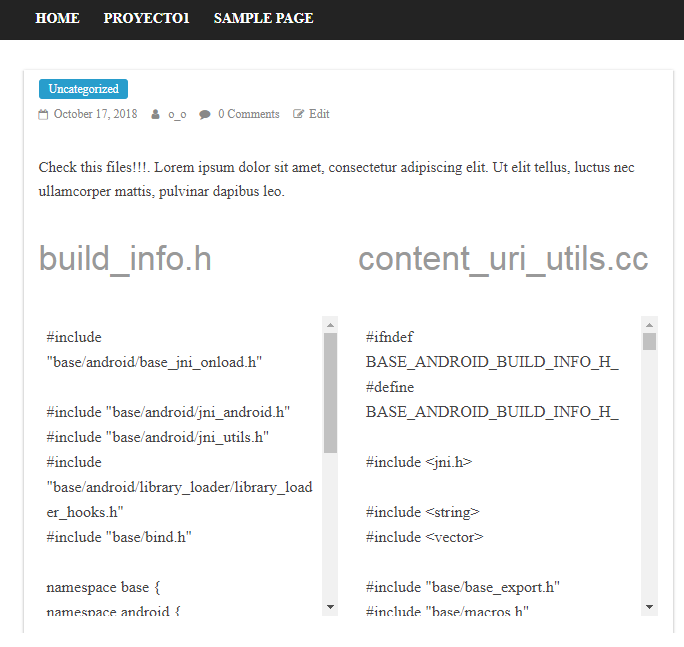 HOME PROYECTO1 SAMPLE PAGE
Uncategorized
October 17, 2018 o_o 0 Comments Edit
Check this files!!!. Lorem ipsum dolor sit amet, consectetur adipiscing elit. Ut elit tellus, luctus nec
ullamcorper mattis, pulvinar dapibus leo.
build_info.h
#include
"base/android/base_jni_onload.h"
#include "base/android/jni_android.h"
#include "base/android/jni_utils.h"
#include
"base/android/library_loader/library_load
er_hooks.h"
#include "base/bind.h"
namespace base {
namespace android {
content_uri_utils.cc
#ifndef
BASE_ANDROID_BUILD_INFO_H_
#define
BASE_ANDROID_BUILD_INFO_H_
#include <jni.h>
#include <string>
#include <vector>
#include "base/base_export.h"
#include "base/macros.h"